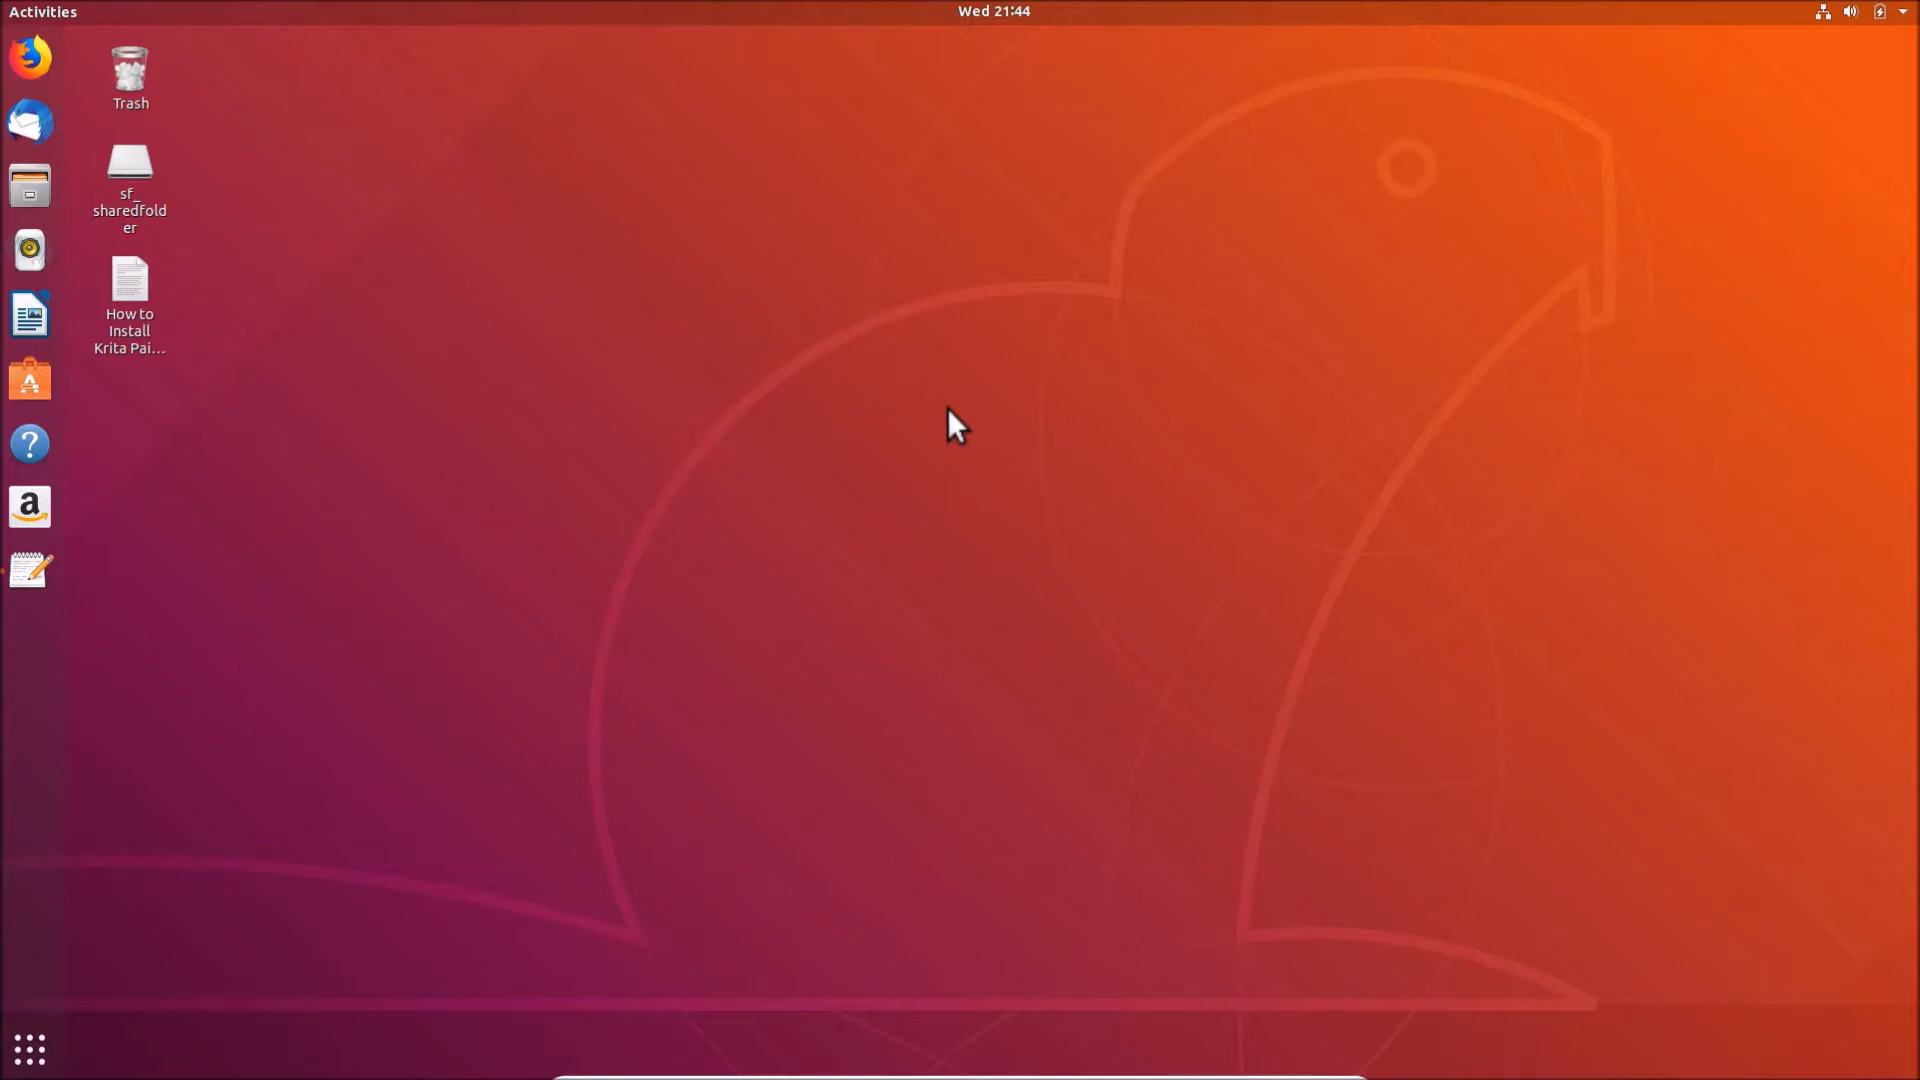 Activities
Wed 21:44
Trash
sf_
sharedfold
er
How to
Install
Krita Pai...